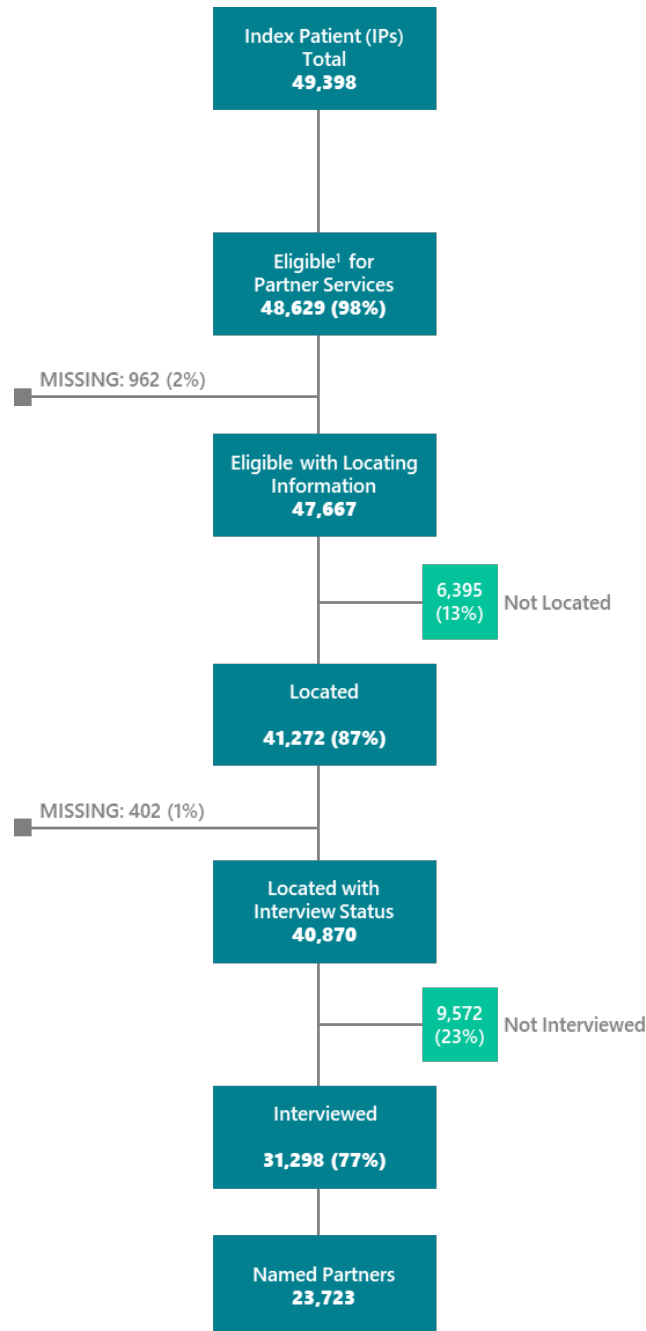 Index Patient (IPs)
Total
49,398
Eligible¹ for
Partner Services
48,629 (98%)
MISSING: 962 (2%)
Eligible with Locating
Information
47,667
6,395
(13%)
Not Located
Located
41,272 (87%)
MISSING: 402 (1%)
Located with
Interview Status
40,870
9,572
(23%)
Not Interviewed
Interviewed
31,298 (77%)
Named Partners
23,723